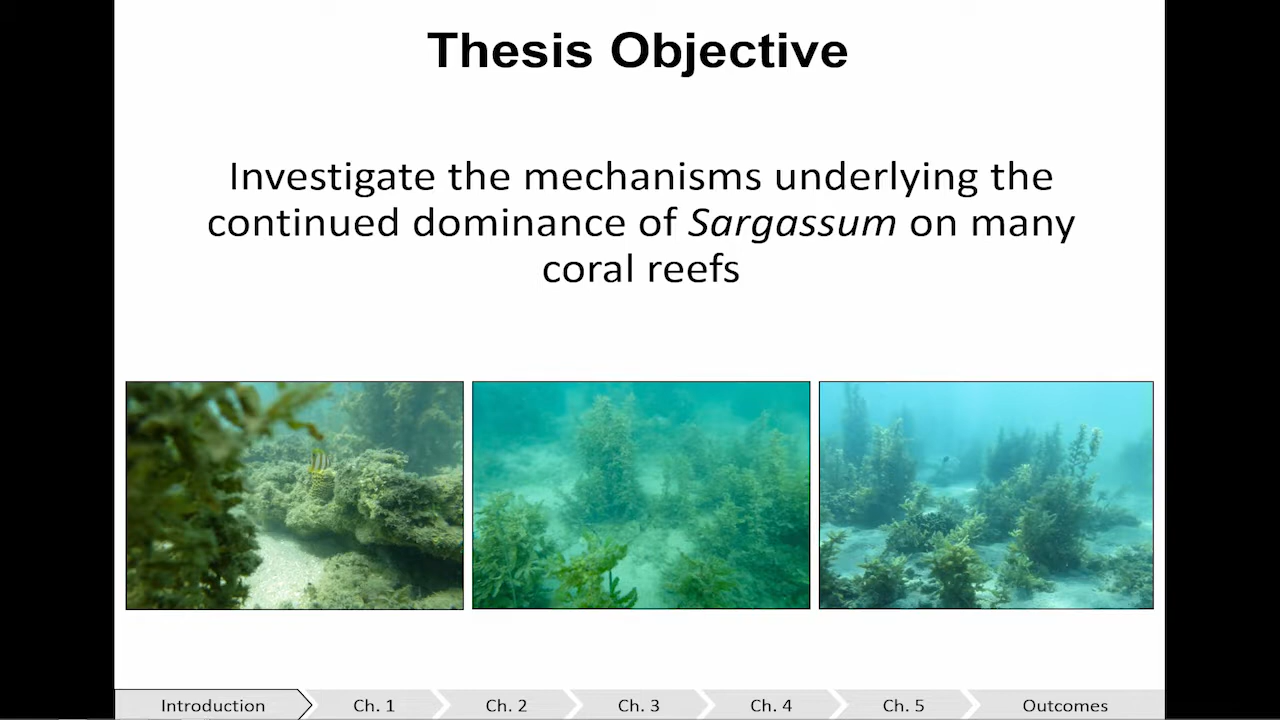 Thesis Objective
Investigate the mechanisms underlying the
continued dominance of Sargassum on many
coral reefs
Introduction
Ch. 1
Ch. 2
Ch. 3
Ch. 4
Ch. 5
Outcomes